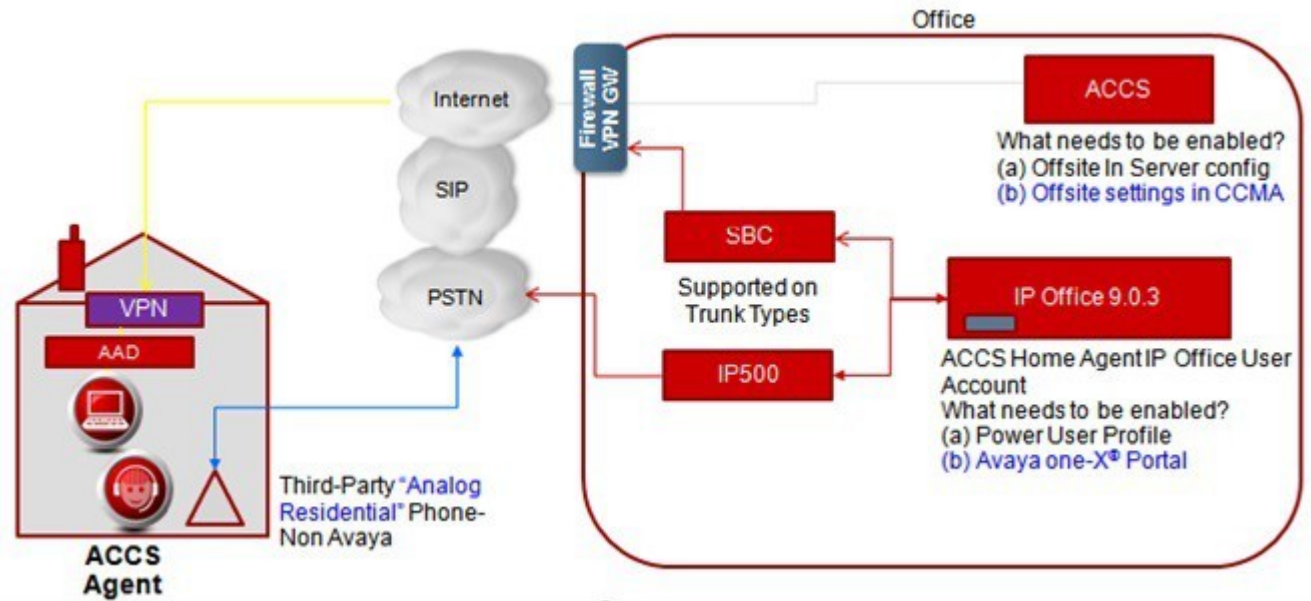 Office
Internet
SIP
PSTN
Firewall
VPN GW
ACCS
What needs to be enabled?
(a) Offsite In Server config
(b) Offsite settings in CCMA
SBC
Supported on
Trunk Types
IP500
IP Office 9.0.3
ACCS Home Agent IP Office User
Account
What needs to be enabled?
(a) Power User Profile
(b) Avaya one-X® Portal
VPN
AAD
Third-Party “Analog
Residential” Phone-
Non Avaya
ACCS
Agent